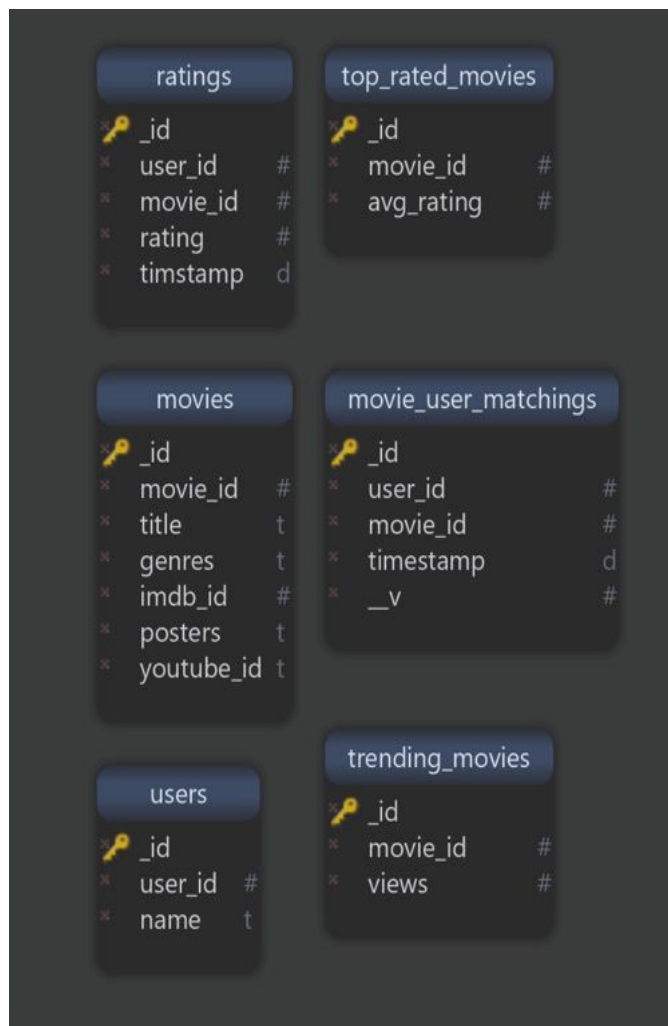 ratings
_id
user_id #
movie_id #
rating #
timstamp d
top_rated_movies
_id
movie_id #
avg_rating #
movies
_id
movie_id #
title t
genres t
imdb_id #
posters t
youtube_id t
movie_user_matchings
_id
user_id #
movie_id #
timestamp d
__v #
users
_id
user_id #
name t
trending_movies
_id
movie_id #
views #